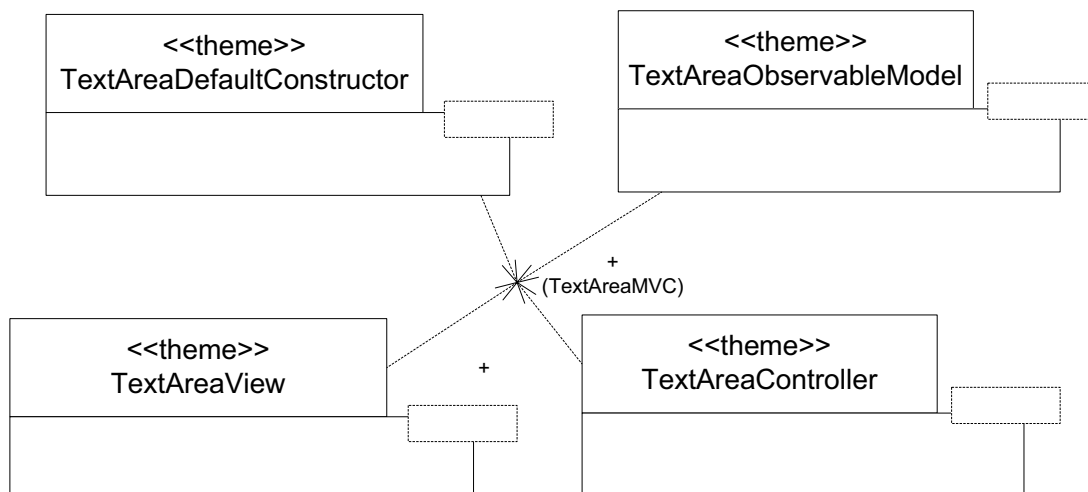 <<theme>>
TextAreaDefaultConstructor
<<theme>>
TextAreaObservableModel
+
(TextAreaMVC)
<<theme>>
TextAreaView
+
<<theme>>
TextAreaController